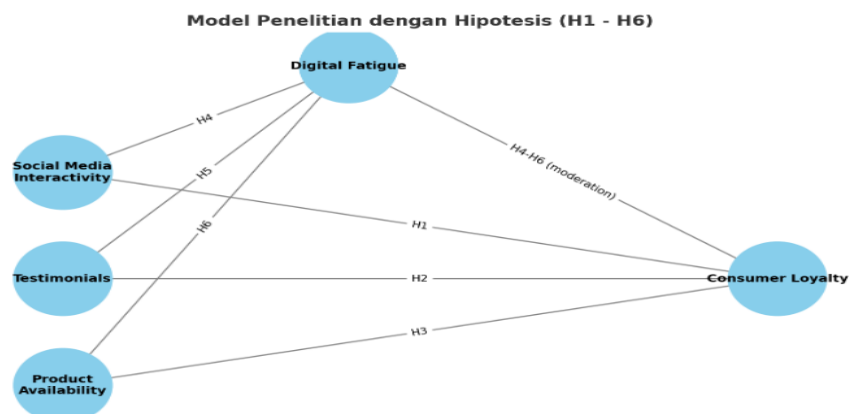 Model Penelitian dengan Hipotesis (H1 - H6)
Digital Fatigue
H4
H4-H6 (moderation)
Social Media
Interactivity
H5
H6
H1
Testimonials
H2
Consumer Loyalty
H3
Product
Availability